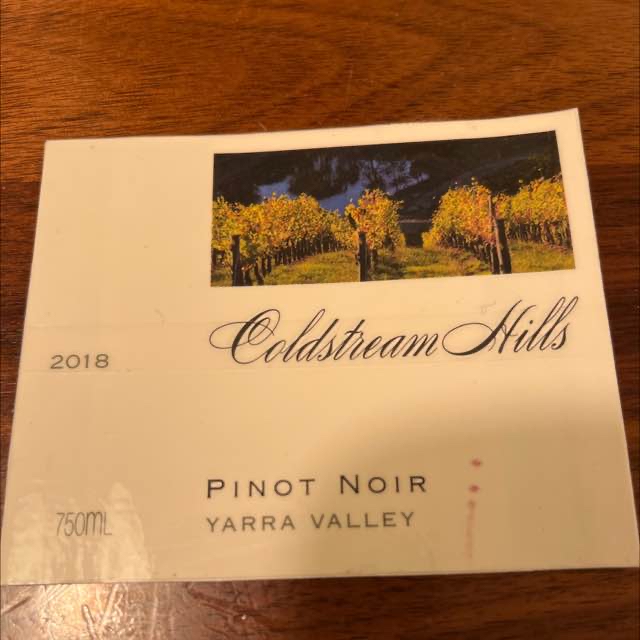 2018
Coldstream Hills
PINOT NOIR
YARRA VALLEY
750mL